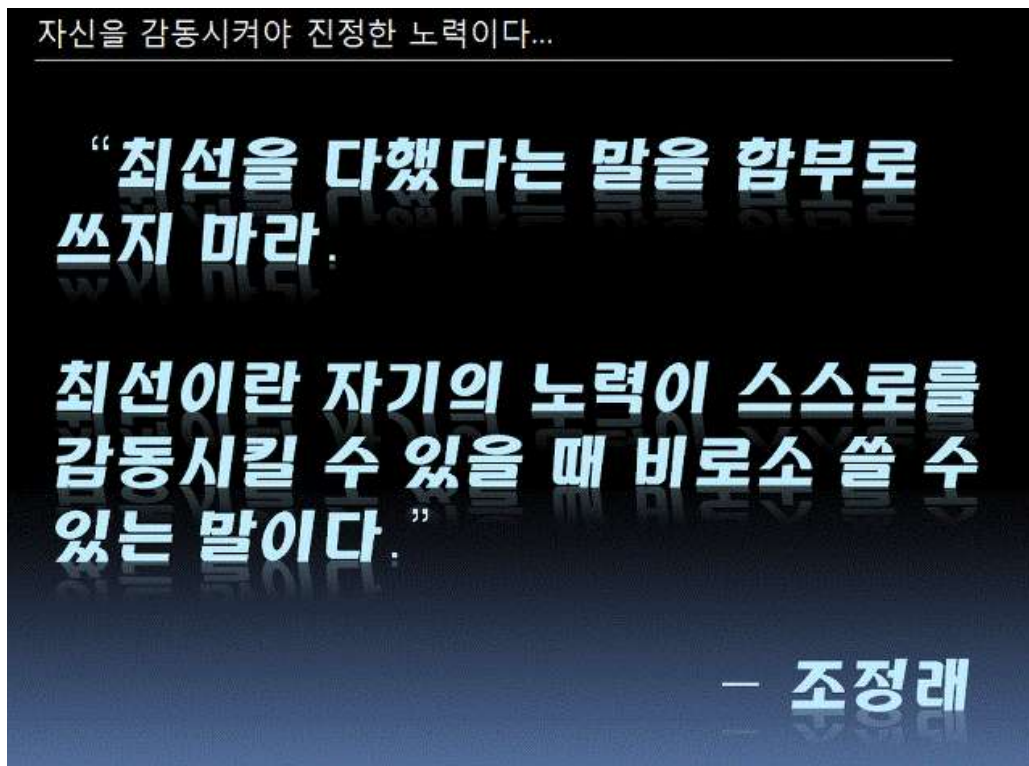 자신을 감동시켜야 진정한 노력이다...
“최선을 다했다는 말을 함부로
쓰지 마라.
최선이란 자기의 노력이 스스로를
감동시킬 수 있을 때 비로소 쓸 수
있는 말이다.”
– 조정래